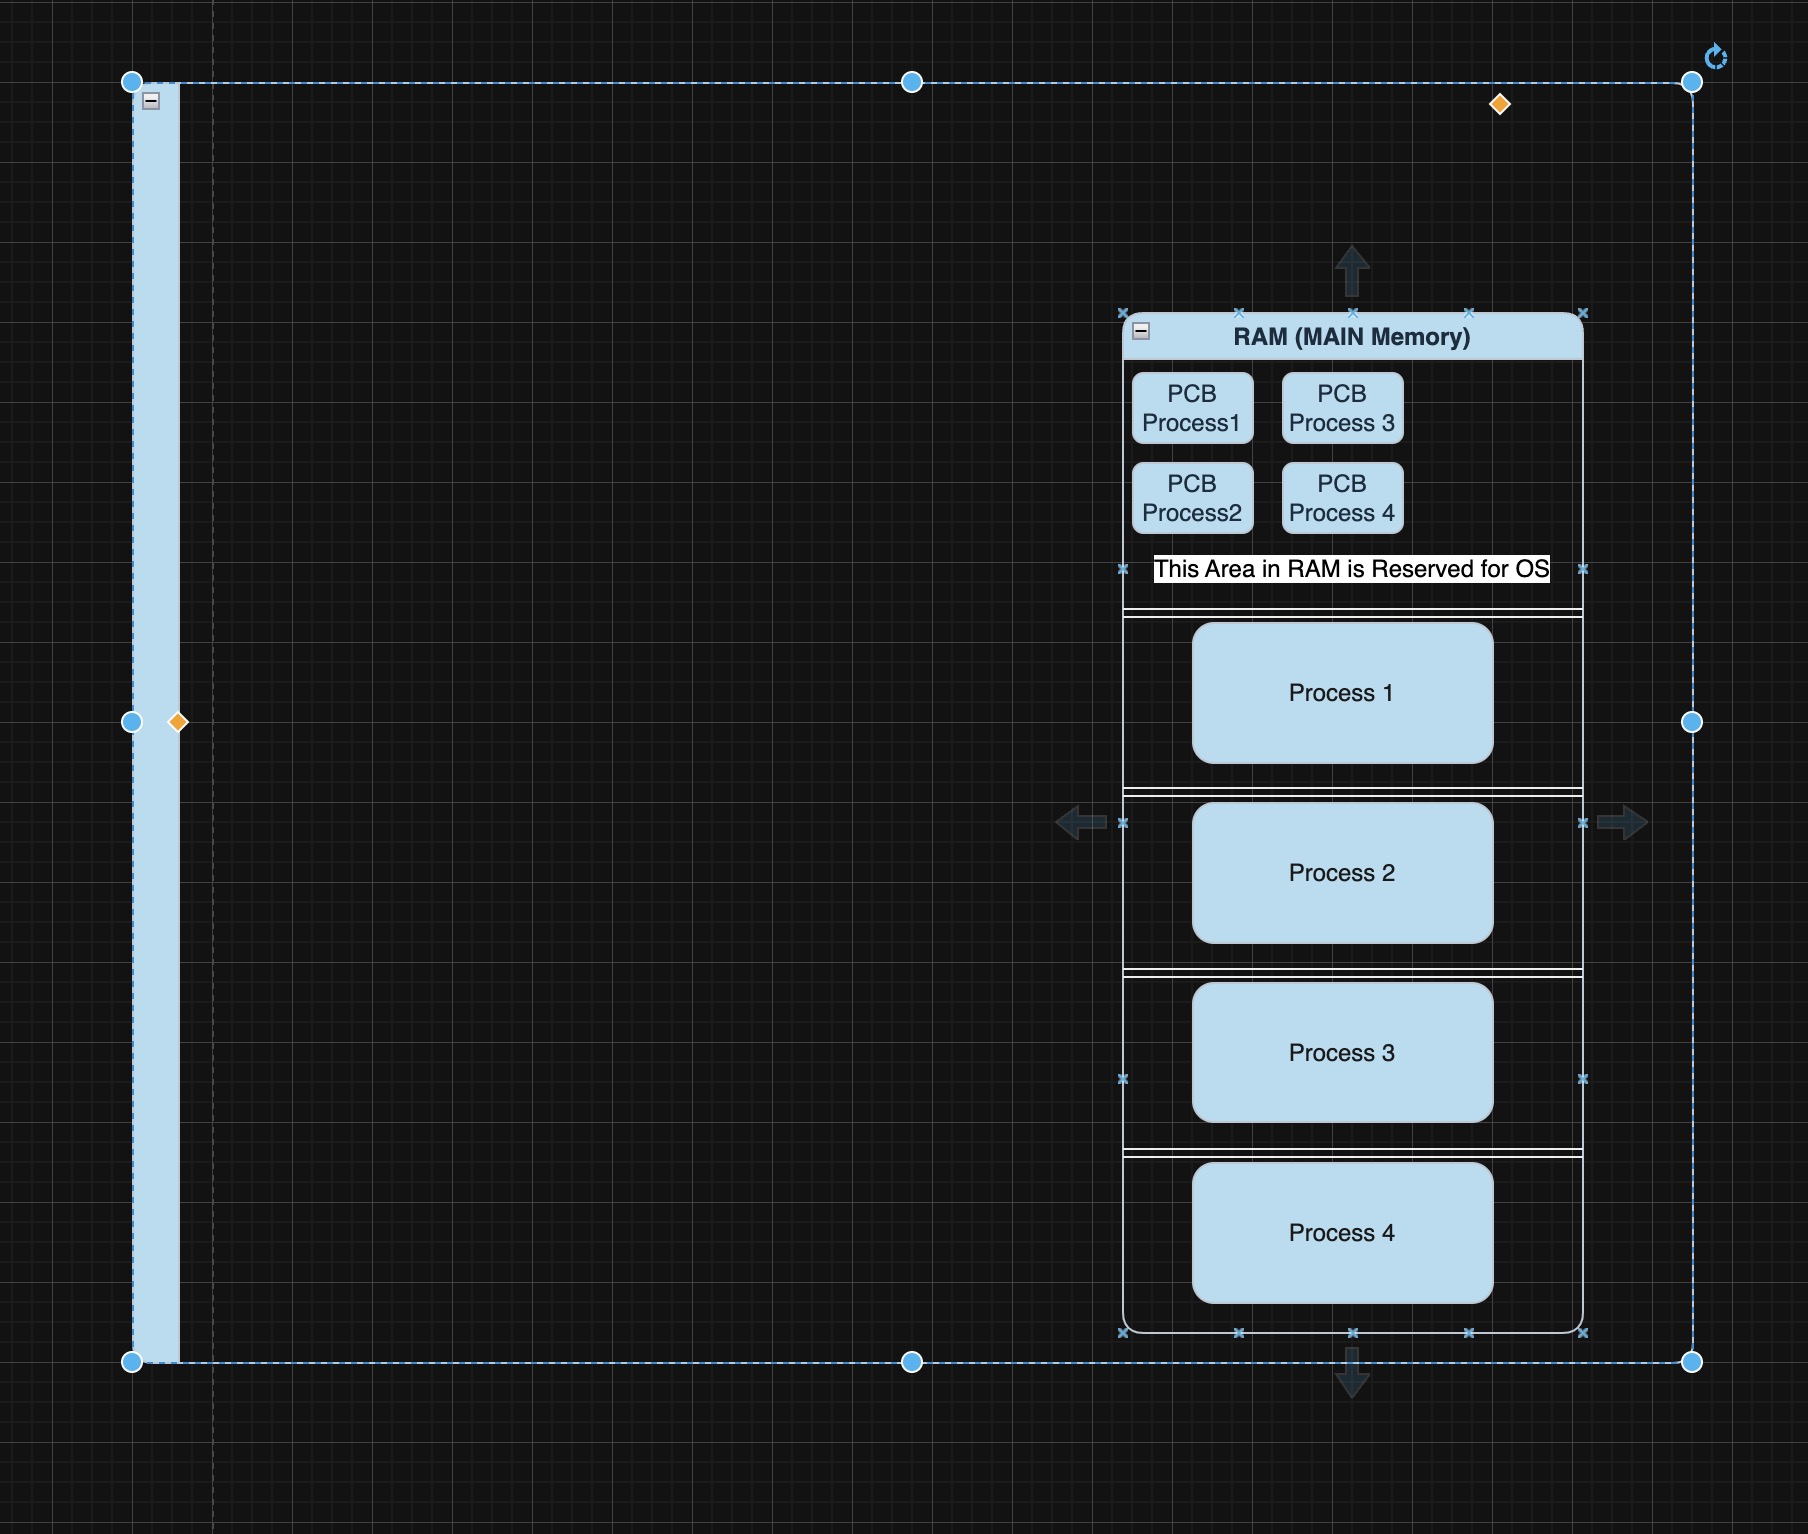 RAM (MAIN Memory)
PCB
Process1
PCB
Process 3
PCB
Process2
PCB
Process 4
This Area in RAM is Reserved for OS
Process 1
Process 2
Process 3
Process 4